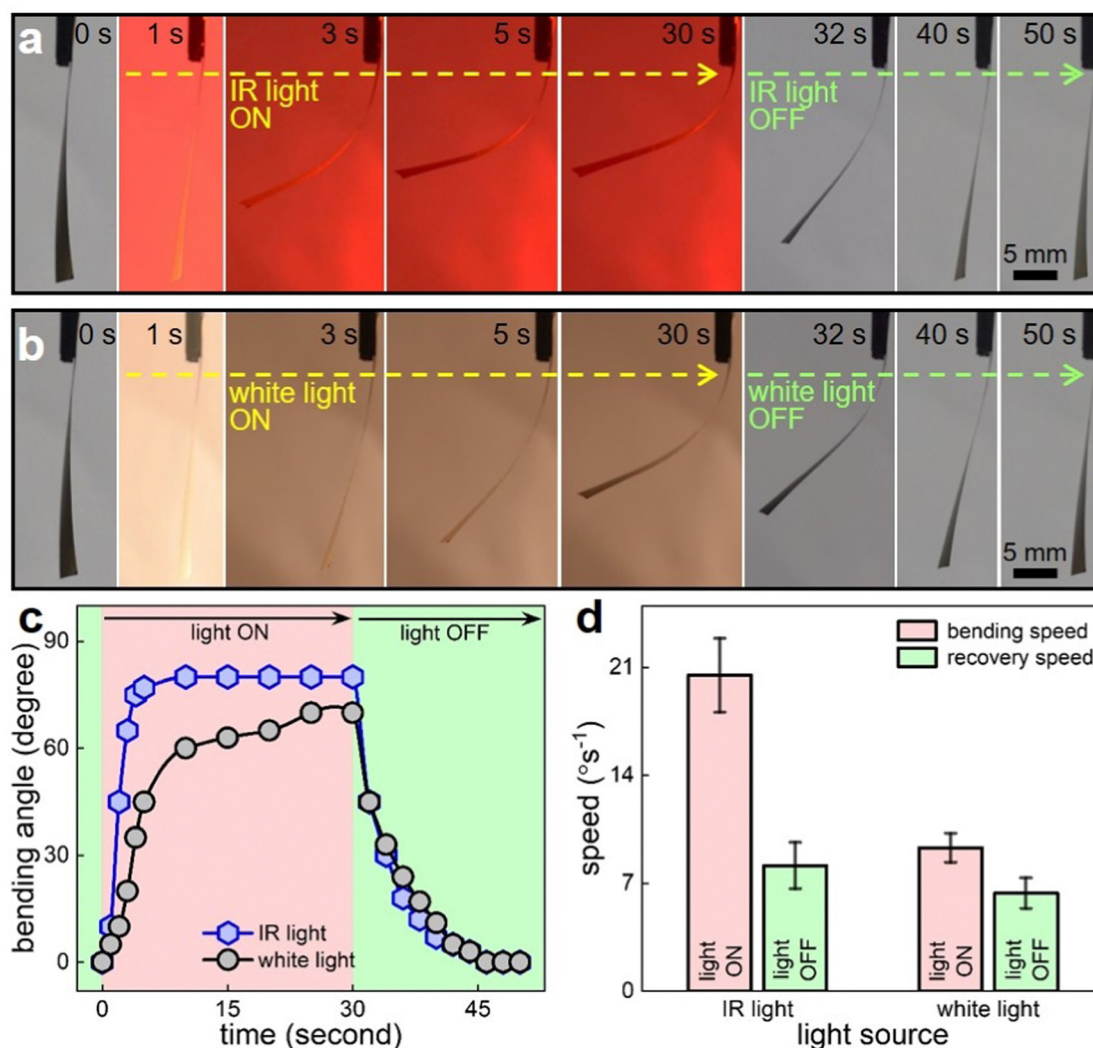 a
0 s 1 s 3 s 5 s 30 s 32 s 40 s 50 s
IR light
ON
IR light
OFF
5 mm
b
0 s 1 s 3 s 5 s 30 s 32 s 40 s 50 s
white light
ON
white light
OFF
5 mm
c
light ON light OFF
90
60
30
0
bending angle (degree)
IR light
white light
0 15 30 45
time (second)
d
bending speed
recovery speed
21
14
7
0
speed (°s⁻¹)
light
ON
light
OFF
light
ON
light
OFF
IR light white light
light source